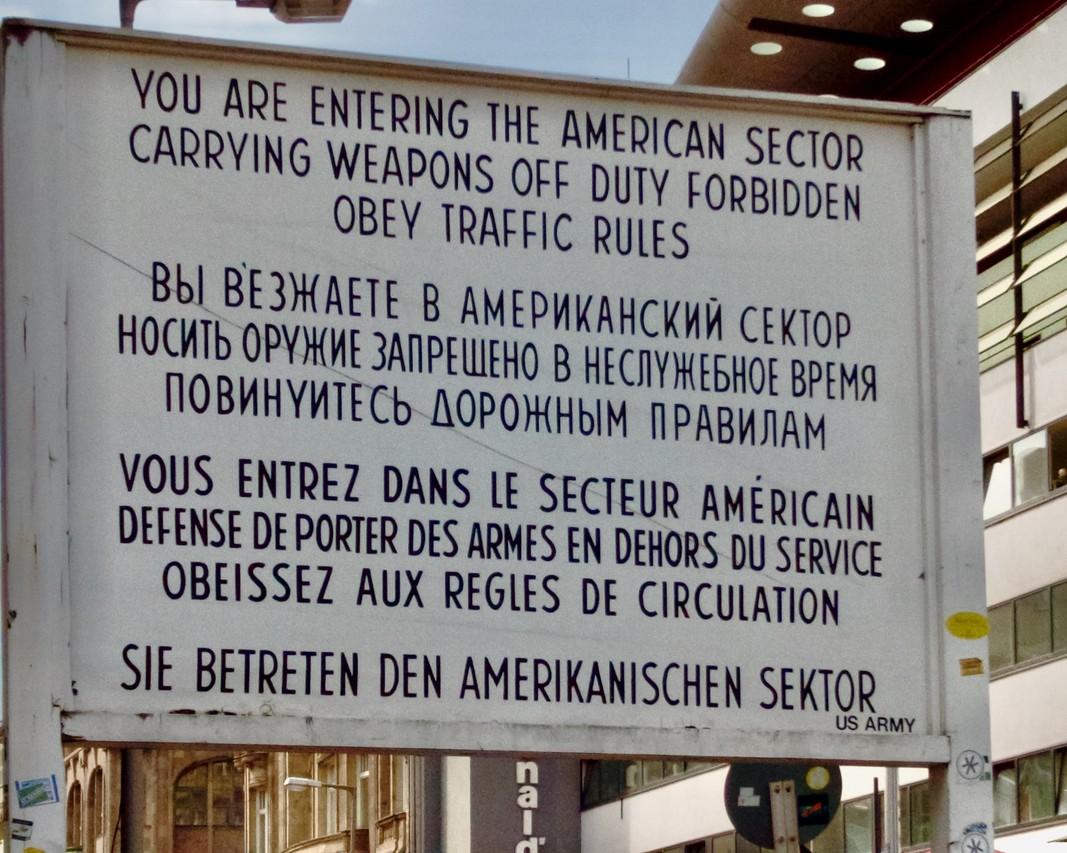 YOU ARE ENTERING THE AMERICAN SECTOR
CARRYING WEAPONS OFF DUTY FORBIDDEN
OBEY TRAFFIC RULES
ВЫ ВЪЕЗЖАЕТЕ В АМЕРИКАНСКИЙ СЕКТОР
НОСИТЬ ОРУЖИЕ ЗАПРЕЩЕНО В НЕСЛУЖЕБНОЕ ВРЕМЯ
ПОВИНУИТЕСЬ ДОРОЖНЫМ ПРАВИЛАМ
VOUS ENTREZ DANS LE SECTEUR AMÉRICAIN
DEFENSE DE PORTER DES ARMES EN DEHORS DU SERVICE
OBEISSEZ AUX REGLES DE CIRCULATION
SIE BETRETEN DEN AMERIKANISCHEN SEKTOR
US ARMY